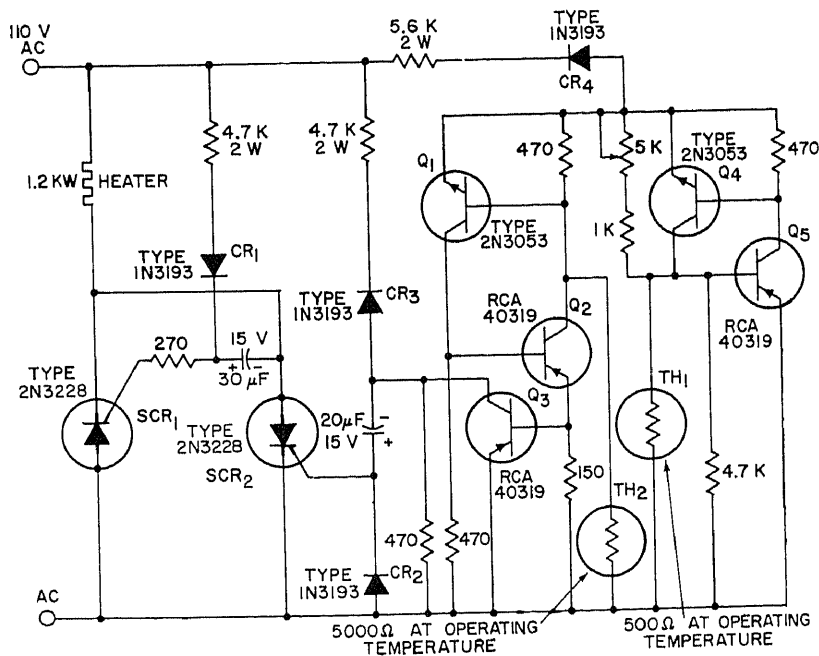 110 V
AC
5.6 K
2 W
TYPE
1N3193
CR4
4.7 K
2 W
4.7 K
2 W
1.2 KW
HEATER
Q1
470
5 K
TYPE
2N3053
Q4
470
TYPE
2N3053
1 K
Q5
TYPE
1N3193
CR1
TYPE
1N3193
CR3
RCA
40319
Q2
RCA
40319
270
15 V
+ -
30 µF
TYPE
2N3228
SCR1
TYPE
2N3228
SCR2
20µF -
15 V +
Q3
RCA
40319
TH1
150
TH2
4.7 K
470
470
TYPE
1N3193
CR2
AC
5000Ω AT OPERATING
TEMPERATURE
500Ω AT OPERATING
TEMPERATURE